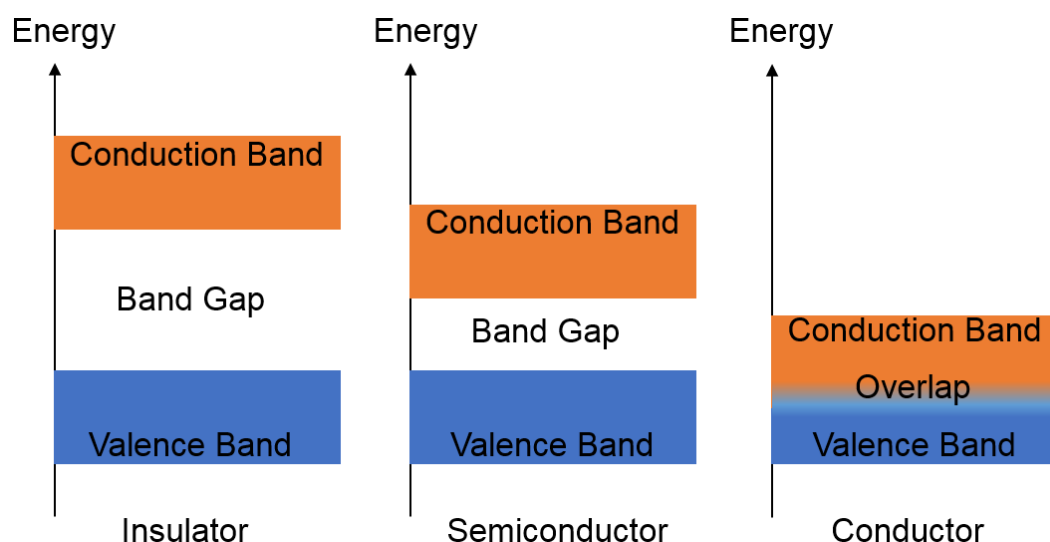 Energy
Conduction Band
Band Gap
Valence Band
Insulator
Energy
Conduction Band
Band Gap
Valence Band
Semiconductor
Energy
Conduction Band
Overlap
Valence Band
Conductor